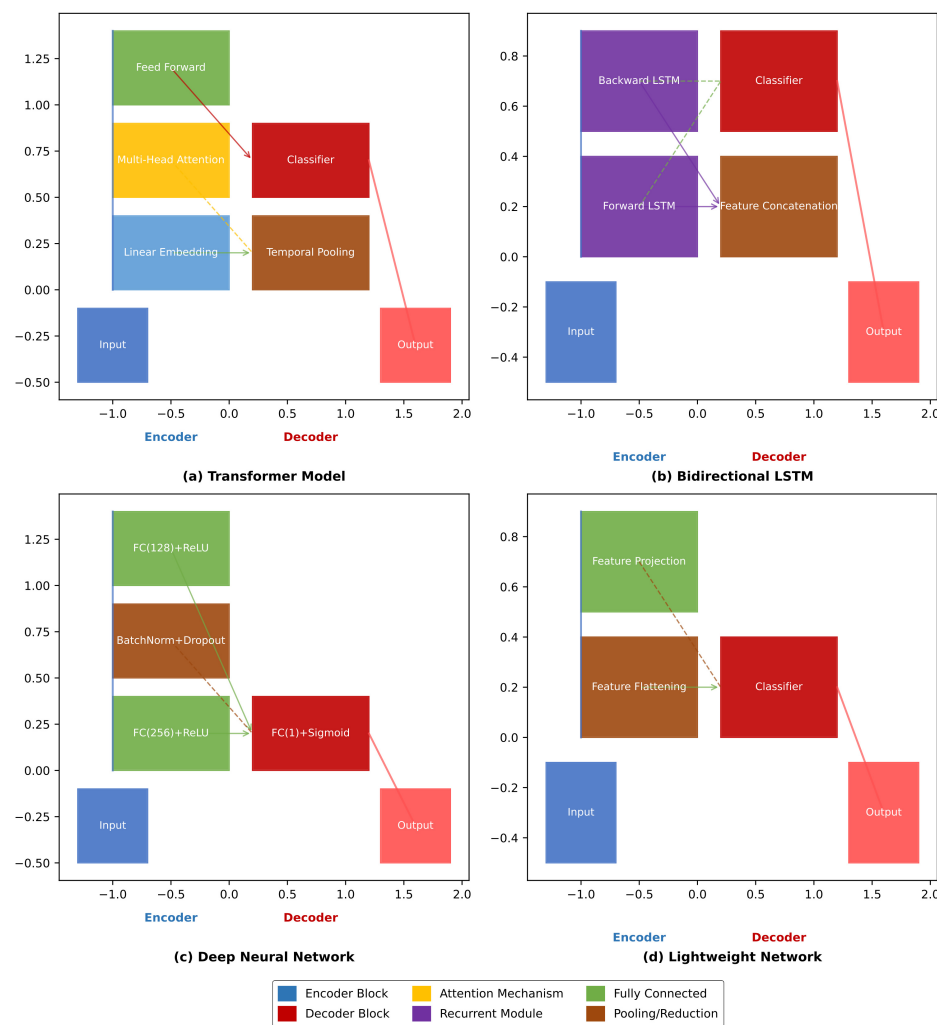 1.25
1.00
0.75
0.50
0.25
0.00
−0.25
−0.50
Feed Forward
Multi-Head Attention
Classifier
Linear Embedding
Temporal Pooling
Input
Output
−1.0 −0.5 0.0 0.5 1.0 1.5 2.0
Encoder Decoder
(a) Transformer Model
0.8
0.6
0.4
0.2
0.0
−0.2
−0.4
Backward LSTM
Classifier
Forward LSTM
Feature Concatenation
Input
Output
−1.0 −0.5 0.0 0.5 1.0 1.5 2.0
Encoder Decoder
(b) Bidirectional LSTM
1.25
1.00
0.75
0.50
0.25
0.00
−0.25
−0.50
FC(128)+ReLU
BatchNorm+Dropout
FC(256)+ReLU
FC(1)+Sigmoid
Input
Output
−1.0 −0.5 0.0 0.5 1.0 1.5 2.0
Encoder Decoder
(c) Deep Neural Network
0.8
0.6
0.4
0.2
0.0
−0.2
−0.4
Feature Projection
Feature Flattening
Classifier
Input
Output
−1.0 −0.5 0.0 0.5 1.0 1.5 2.0
Encoder Decoder
(d) Lightweight Network
Encoder Block Attention Mechanism Fully Connected
Decoder Block Recurrent Module Pooling/Reduction